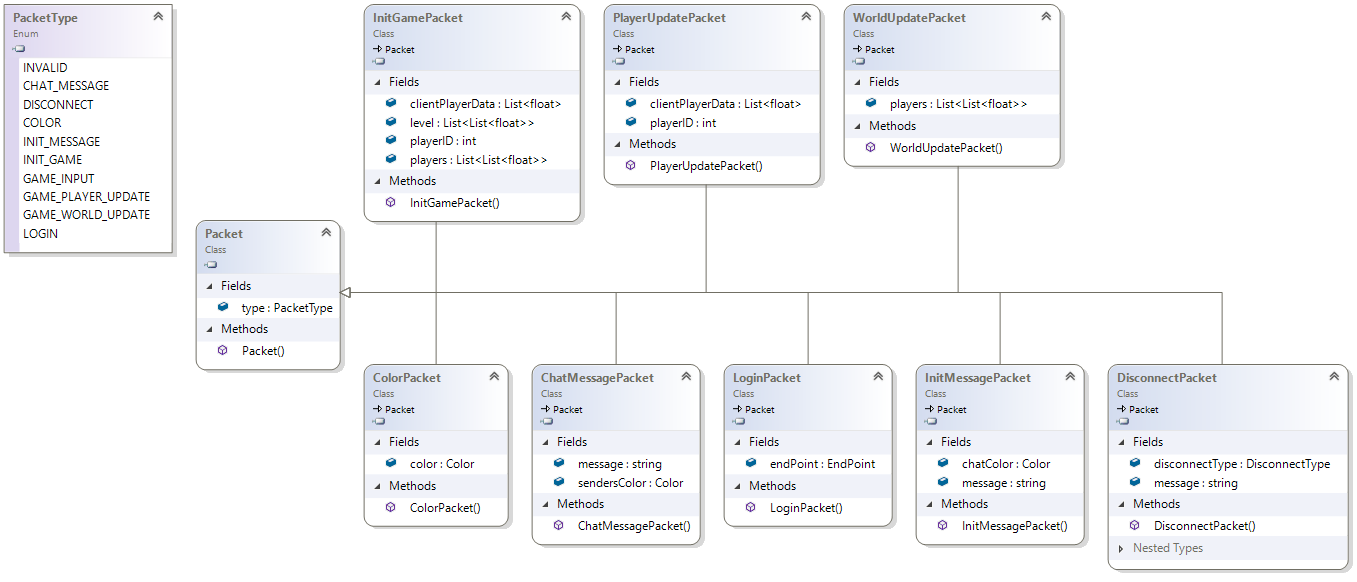 PacketType
Enum
INVALID
CHAT_MESSAGE
DISCONNECT
COLOR
INIT_MESSAGE
INIT_GAME
GAME_INPUT
GAME_PLAYER_UPDATE
GAME_WORLD_UPDATE
LOGIN
InitGamePacket
Class
Packet
Fields
clientPlayerData : List<float>
level : List<List<float>>
playerID : int
players : List<List<float>>
Methods
InitGamePacket()
PlayerUpdatePacket
Class
Packet
Fields
clientPlayerData : List<float>
playerID : int
Methods
PlayerUpdatePacket()
WorldUpdatePacket
Class
Packet
Fields
players : List<List<float>>
Methods
WorldUpdatePacket()
Packet
Class
Fields
type : PacketType
Methods
Packet()
ColorPacket
Class
Packet
Fields
color : Color
Methods
ColorPacket()
ChatMessagePacket
Class
Packet
Fields
message : string
sendersColor : Color
Methods
ChatMessagePacket()
LoginPacket
Class
Packet
Fields
endPoint : EndPoint
Methods
LoginPacket()
InitMessagePacket
Class
Packet
Fields
chatColor : Color
message : string
Methods
InitMessagePacket()
DisconnectPacket
Class
Packet
Fields
disconnectType : DisconnectType
message : string
Methods
DisconnectPacket()
Nested Types